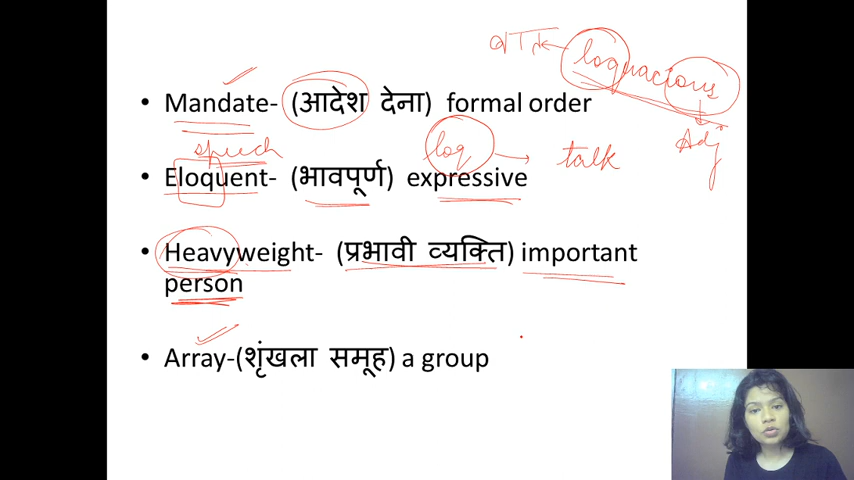 बात ← loquacious
Adj
• Mandate- (आदेश देना) formal order
speech
loq → talk
• Eloquent- (भावपूर्ण) expressive
• Heavyweight- (प्रभावी व्यक्ति) important
person
• Array-(शृंखला समूह) a group